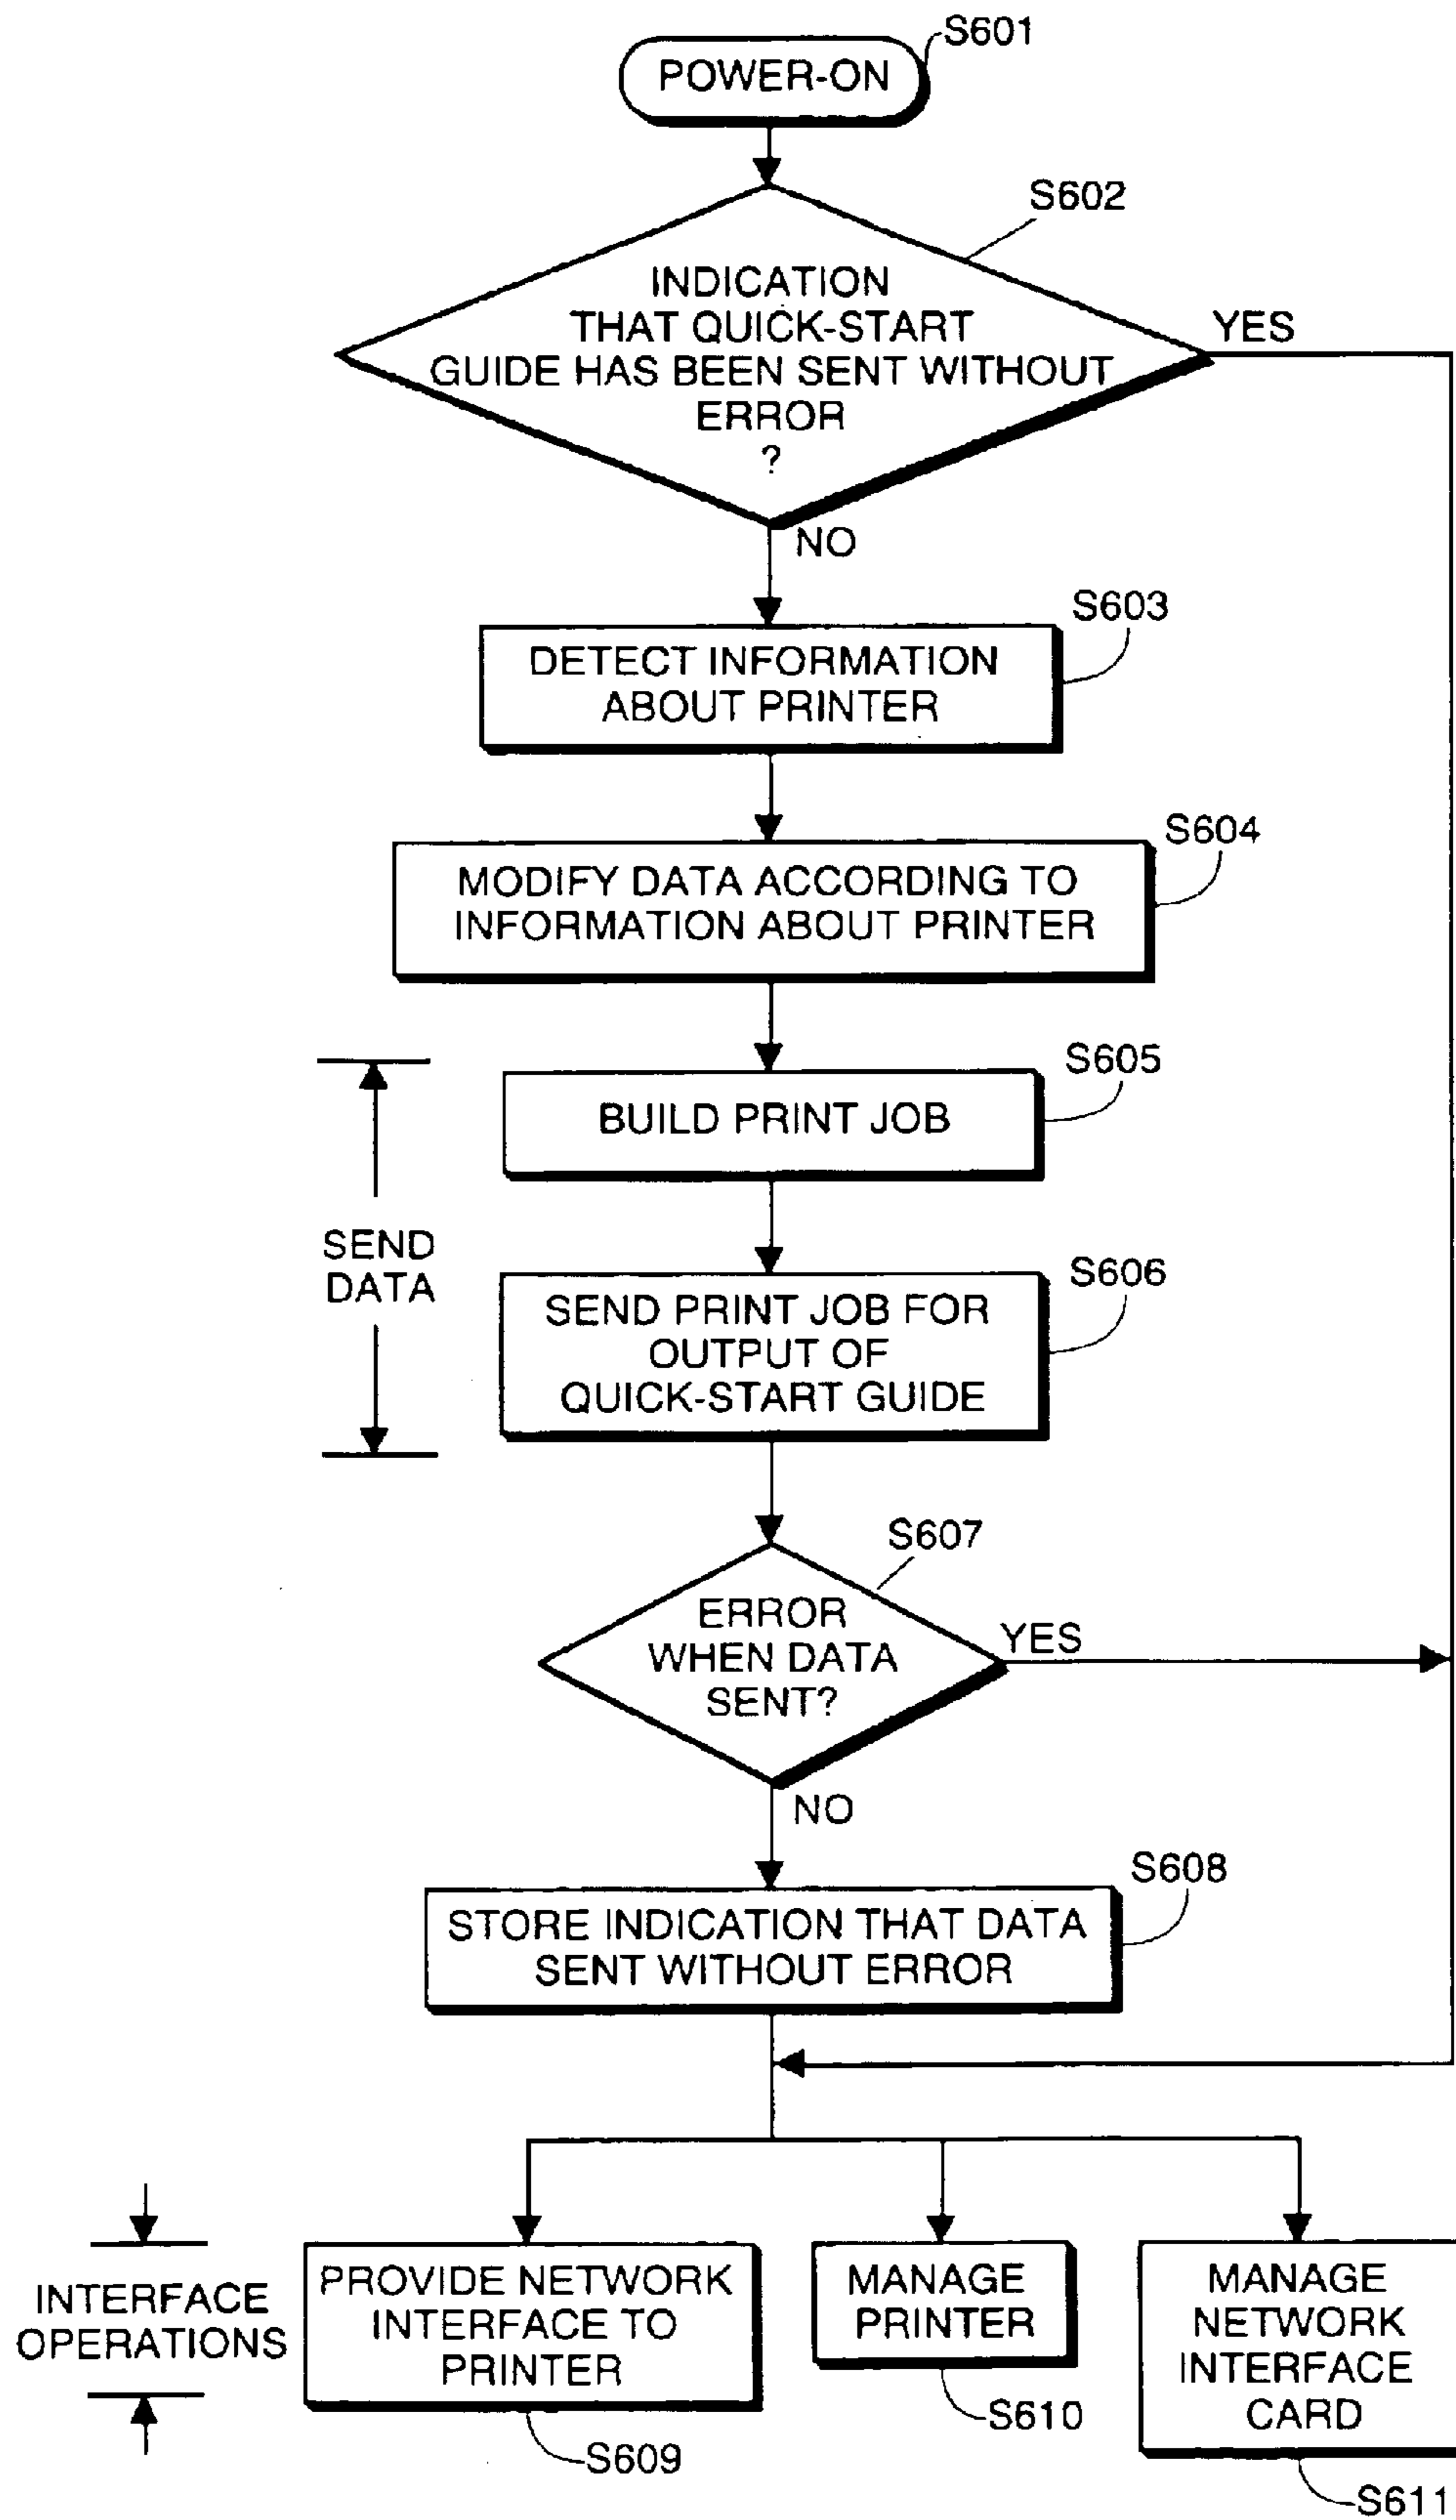 S601
POWER-ON
S602
INDICATION
THAT QUICK-START
GUIDE HAS BEEN SENT WITHOUT
ERROR
?
YES
NO
S603
DETECT INFORMATION
ABOUT PRINTER
S604
MODIFY DATA ACCORDING TO
INFORMATION ABOUT PRINTER
S605
BUILD PRINT JOB
SEND
DATA
S606
SEND PRINT JOB FOR
OUTPUT OF
QUICK-START GUIDE
S607
ERROR
WHEN DATA
SENT?
YES
NO
S608
STORE INDICATION THAT DATA
SENT WITHOUT ERROR
INTERFACE
OPERATIONS
PROVIDE NETWORK
INTERFACE TO
PRINTER
S609
MANAGE
PRINTER
S610
MANAGE
NETWORK
INTERFACE
CARD
S611